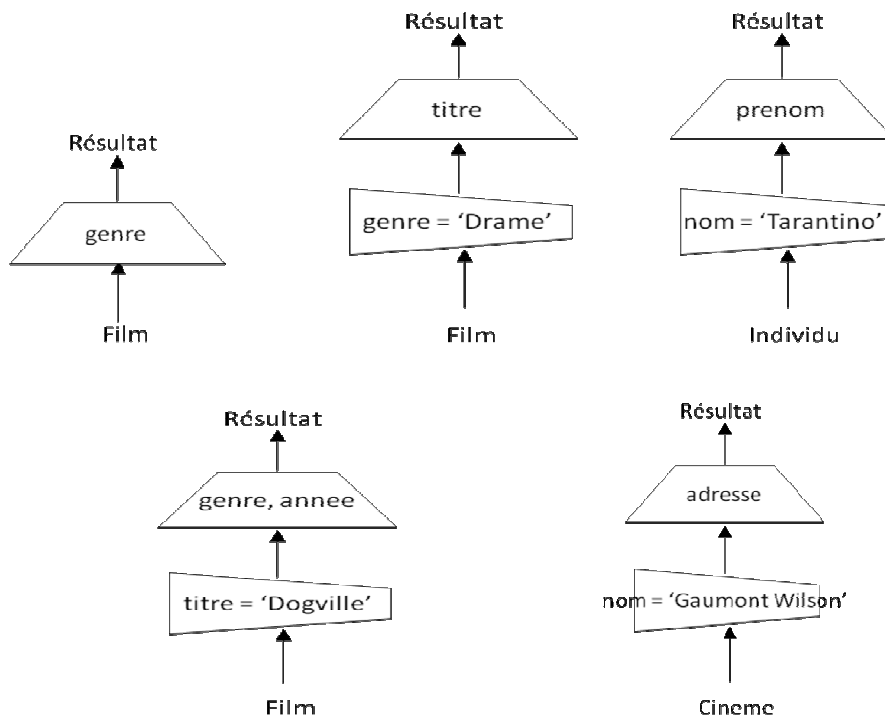 Résultat
genre
Film
Résultat
titre
genre = ‘Drame’
Film
Résultat
prenom
nom = ‘Tarantino’
Individu
Résultat
genre, annee
titre = ‘Dogville’
Film
Résultat
adresse
nom = ‘Gaumont Wilson’
Cineme